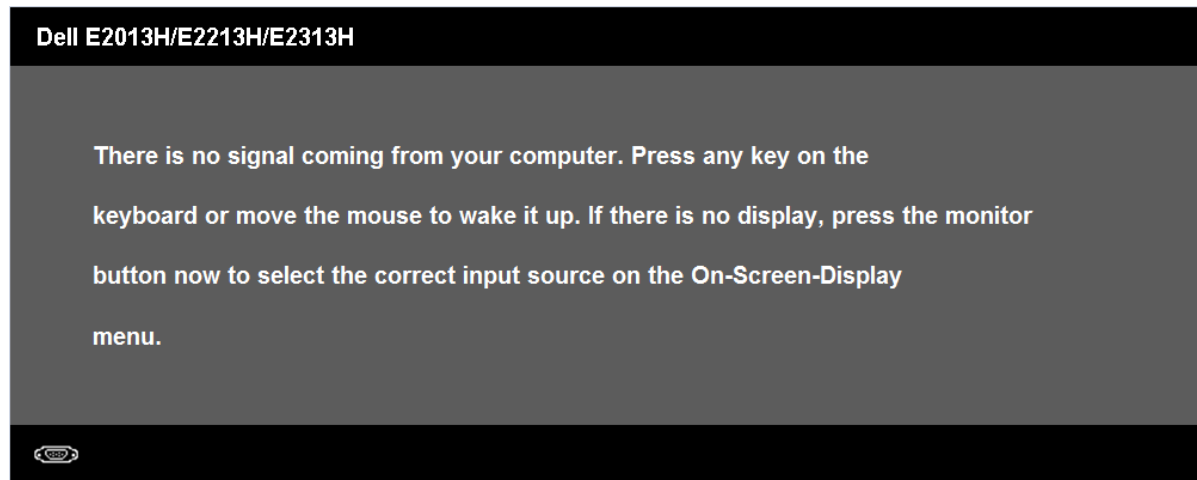 Dell E2013H/E2213H/E2313H
There is no signal coming from your computer. Press any key on the
keyboard or move the mouse to wake it up. If there is no display, press the monitor
button now to select the correct input source on the On-Screen-Display
menu.